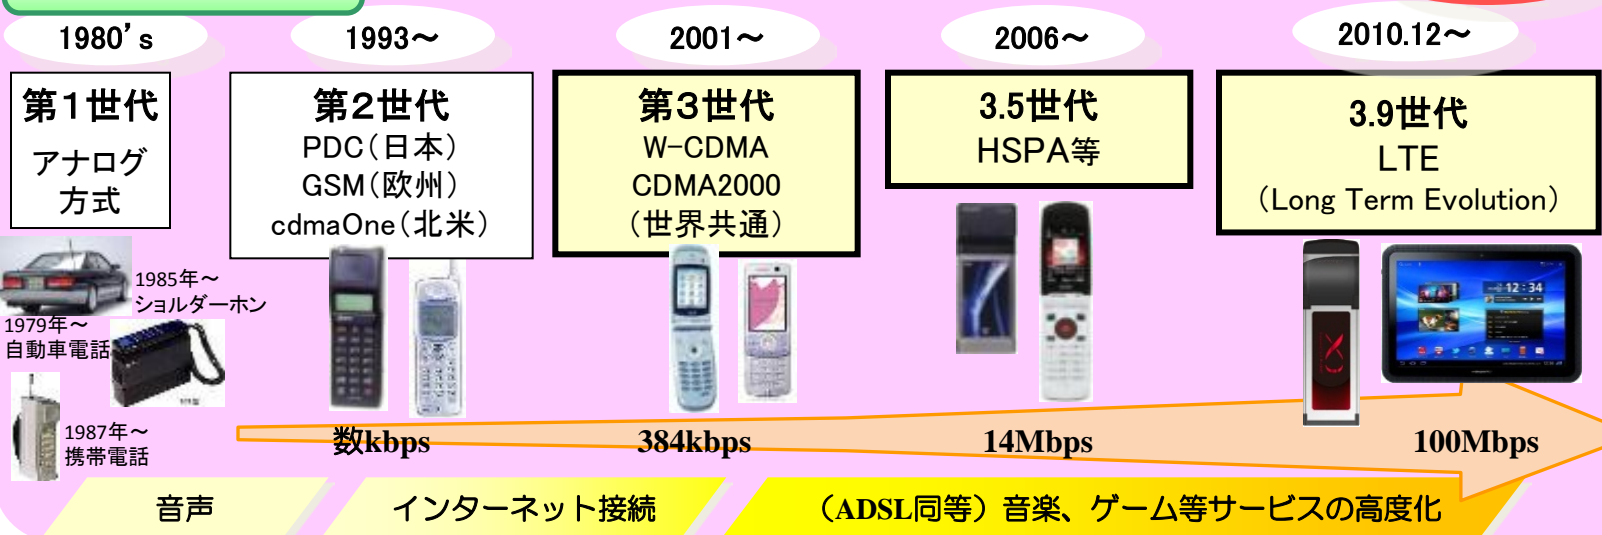 1980's
1993～
2001～
2006～
2010.12～
第1世代
アナログ
方式
第2世代
PDC（日本）
GSM（欧州）
cdmaOne（北米）
第3世代
W-CDMA
CDMA2000
（世界共通）
3.5世代
HSPA等
3.9世代
LTE
（Long Term Evolution）
1985年～
ショルダーホン
1979年～
自動車電話
1987年～
携帯電話
12:34
数kbps
384kbps
14Mbps
100Mbps
音声
インターネット接続
（ADSL同等）音楽、ゲーム等サービスの高度化